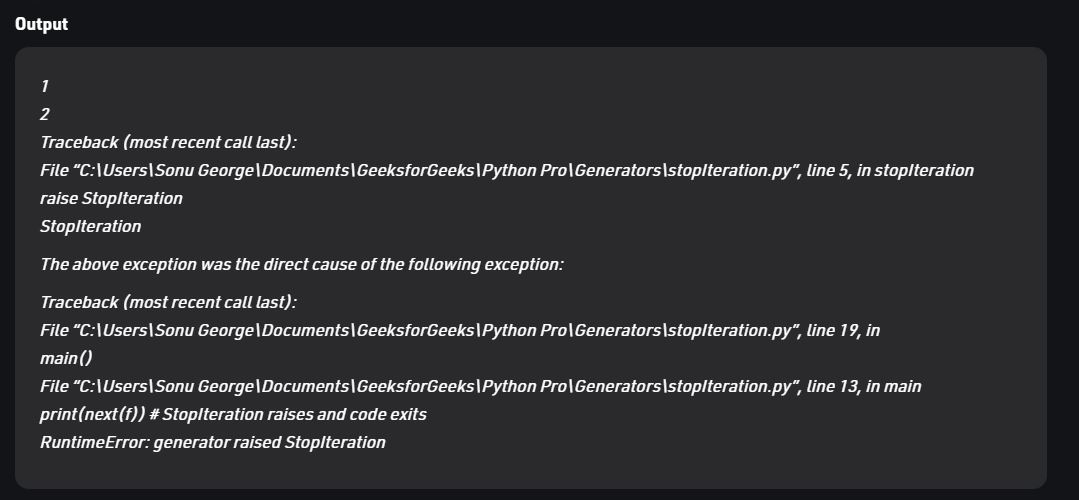 Output
1
2
Traceback (most recent call last):
File “C:\Users\Sonu George\Documents\GeeksforGeeks\Python Pro\Generators\stopIteration.py”, line 5, in stopIteration
raise StopIteration
StopIteration
The above exception was the direct cause of the following exception:
Traceback (most recent call last):
File “C:\Users\Sonu George\Documents\GeeksforGeeks\Python Pro\Generators\stopIteration.py”, line 19, in
main()
File “C:\Users\Sonu George\Documents\GeeksforGeeks\Python Pro\Generators\stopIteration.py”, line 13, in main
print(next(f)) # StopIteration raises and code exits
RuntimeError: generator raised StopIteration